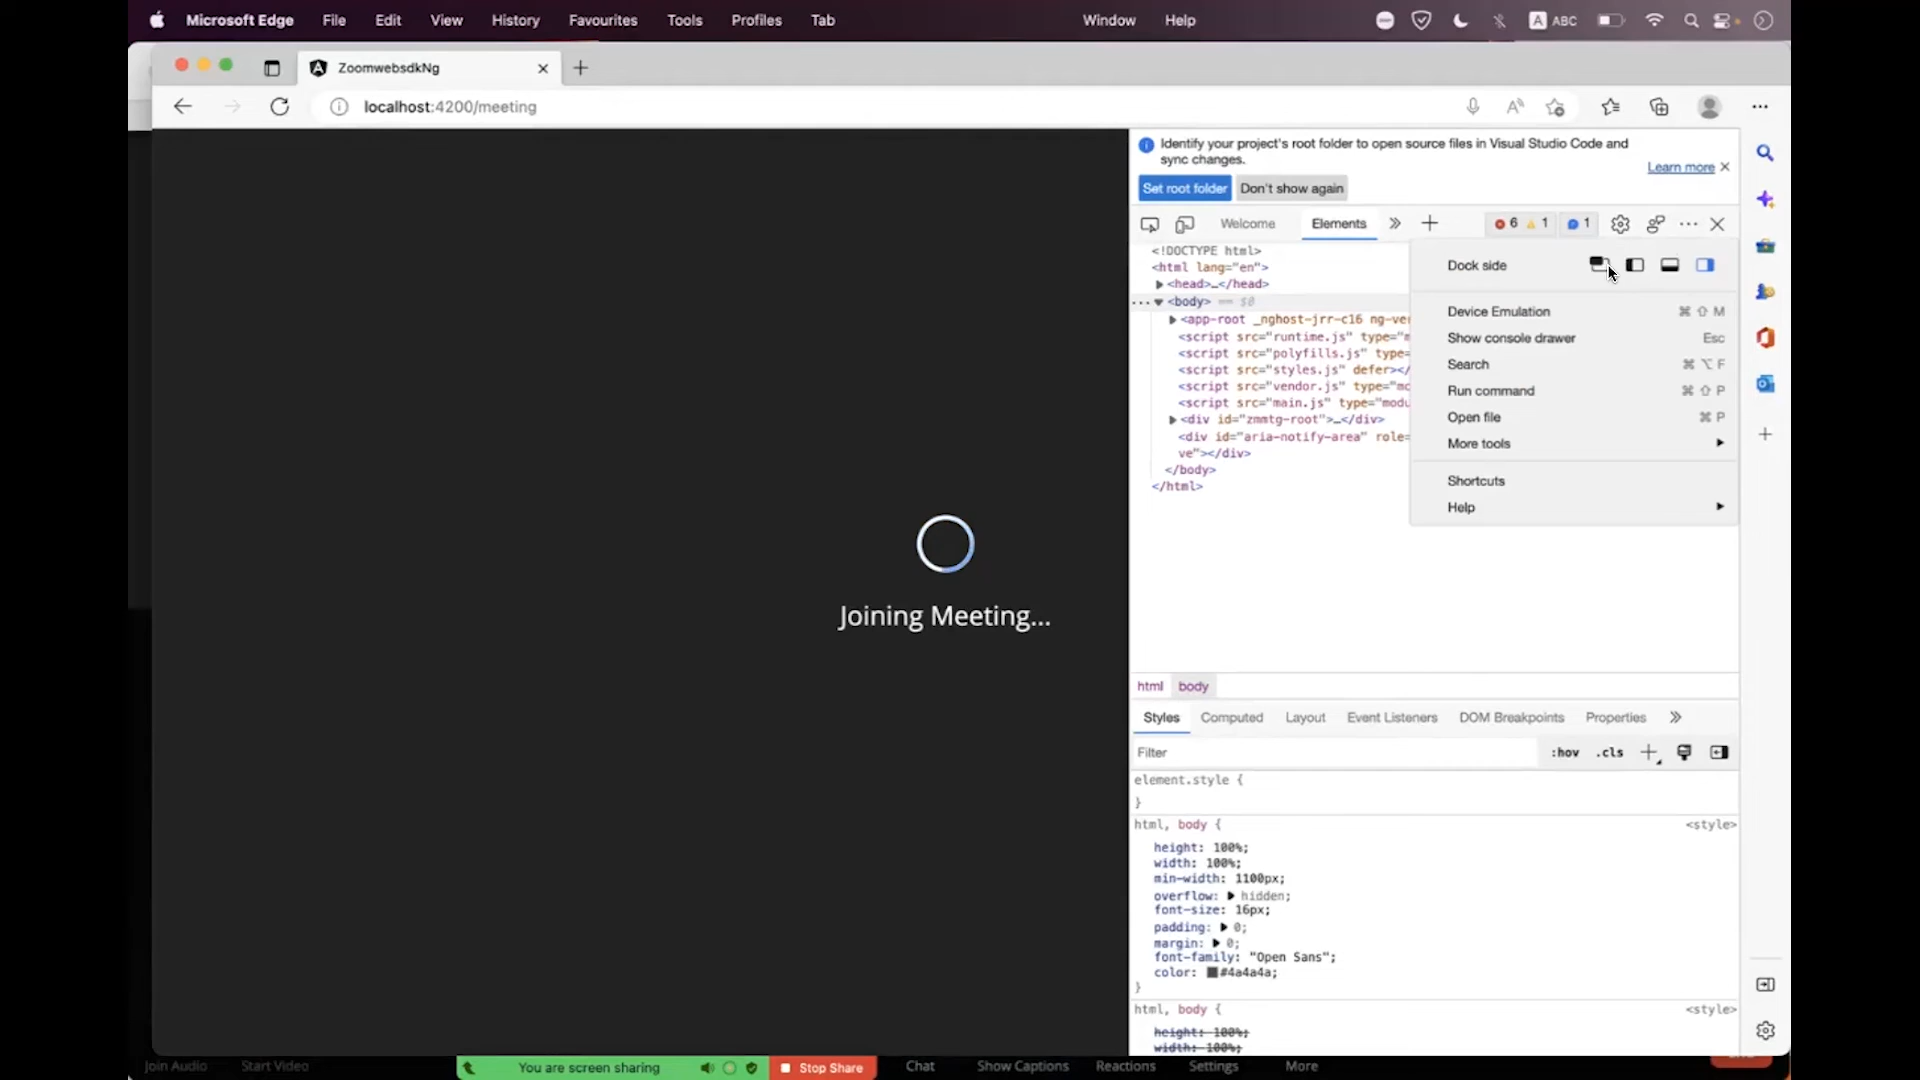 Microsoft Edge File Edit View History Favourites Tools Profiles Tab Window Help A ABC
ZoomwebsdkNg
localhost:4200/meeting
Identify your project's root folder to open source files in Visual Studio Code and
sync changes.
Learn more
Set root folder Don't show again
Welcome Elements 6 1 1
<!DOCTYPE html>
<html lang="en">
<head>…</head>
<body> == $0
<app-root _nghost-jrr-c16 ng-ver
<script src="runtime.js" type="m
<script src="polyfills.js" type=
<script src="styles.js" defer></
<script src="vendor.js" type="mo
<script src="main.js" type="modu
<div id="zmmtg-root">…</div>
<div id="aria-notify-area" role=
ve"></div>
</body>
</html>
Dock side
Device Emulation ⌘ ⇧ M
Show console drawer Esc
Search ⌘ ⌥ F
Run command ⌘ ⇧ P
Open file ⌘ P
More tools
Shortcuts
Help
Joining Meeting...
html body
Styles Computed Layout Event Listeners DOM Breakpoints Properties
Filter :hov .cls
element.style {
}
html, body { <style>
height: 100%;
width: 100%;
min-width: 1100px;
overflow: hidden;
font-size: 16px;
padding: 0;
margin: 0;
font-family: "Open Sans";
color: #4a4a4a;
}
html, body { <style>
height: 100%;
width: 100%;
Join Audio Start Video You are screen sharing Stop Share Chat Show Captions Reactions Settings More